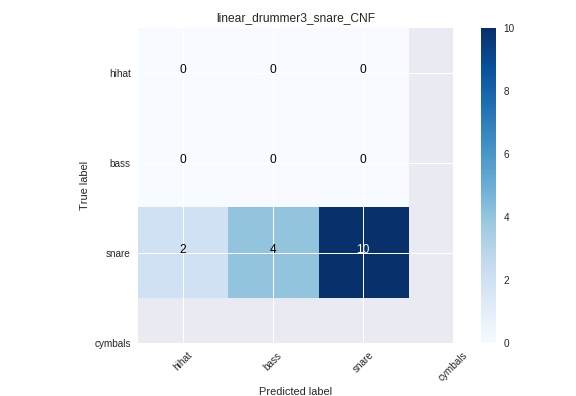 linear_drummer3_snare_CNF
10
hihat 0 0 0
8
bass 0 0 0
6
4
snare 2 4 10
2
cymbals
0
True label
hihat bass snare cymbals
Predicted label